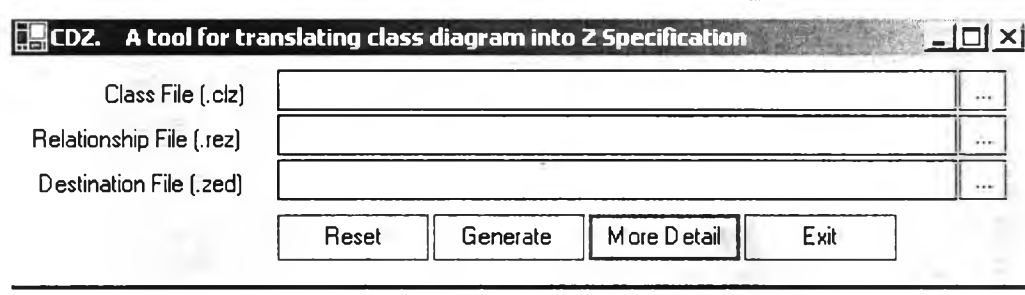 CDZ. A tool for translating class diagram into Z Specification
Class File (.clz) ...
Relationship File (.rez) ...
Destination File (.zed) ...
Reset Generate More Detail Exit